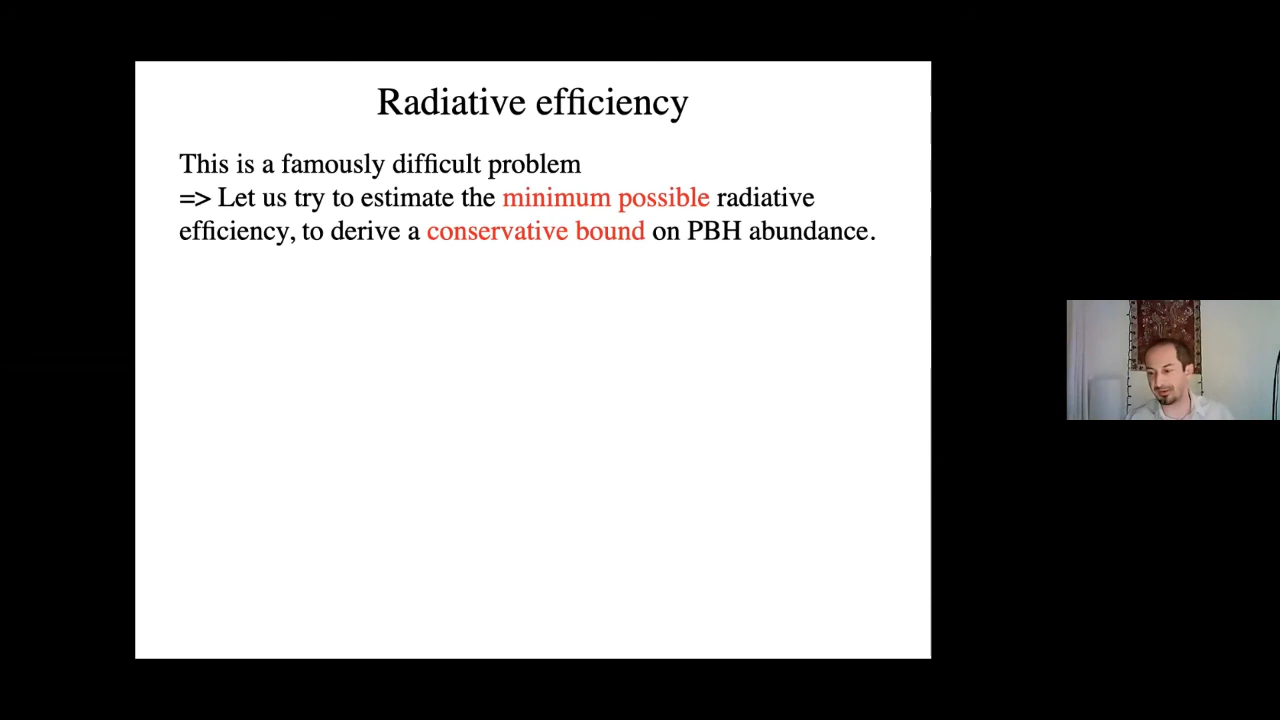 Radiative efficiency
This is a famously difficult problem
=> Let us try to estimate the minimum possible radiative
efficiency, to derive a conservative bound on PBH abundance.